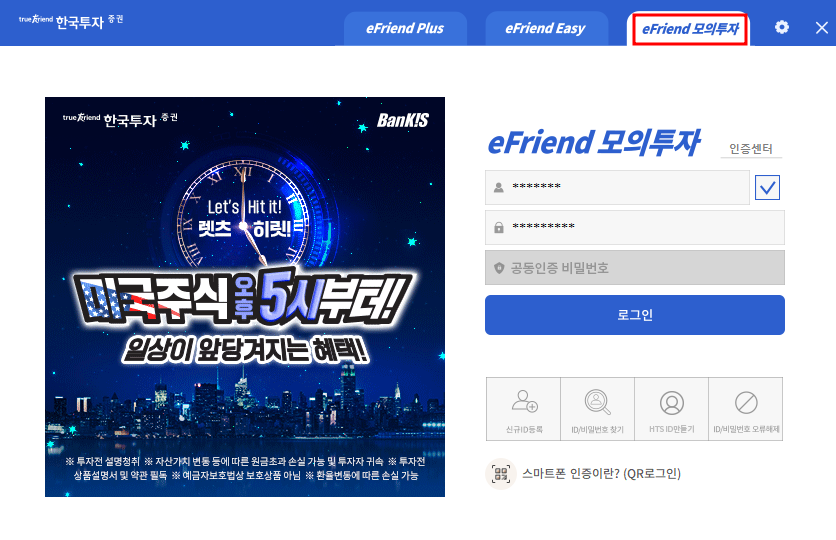 true Friend 한국투자 증권
eFriend Plus
eFriend Easy
eFriend 모의투자
true Friend 한국투자 증권
BanK!S
Let's Hit it!
렛츠 히릿!
미국주식 오후 5시부터!
일상이 앞당겨지는 혜택!
※ 투자전 설명청취 ※ 자산가치 변동 등에 따른 원금초과 손실 가능 및 투자자 귀속 ※ 투자전
상품설명서 및 약관 필독 ※ 예금자보호법상 보호상품 아님 ※ 환율변동에 따른 손실 가능
eFriend 모의투자
인증센터
*******
*********
공동인증 비밀번호
로그인
신규ID등록
ID/비밀번호 찾기
HTS ID만들기
ID/비밀번호 오류해제
스마트폰 인증이란? (QR로그인)